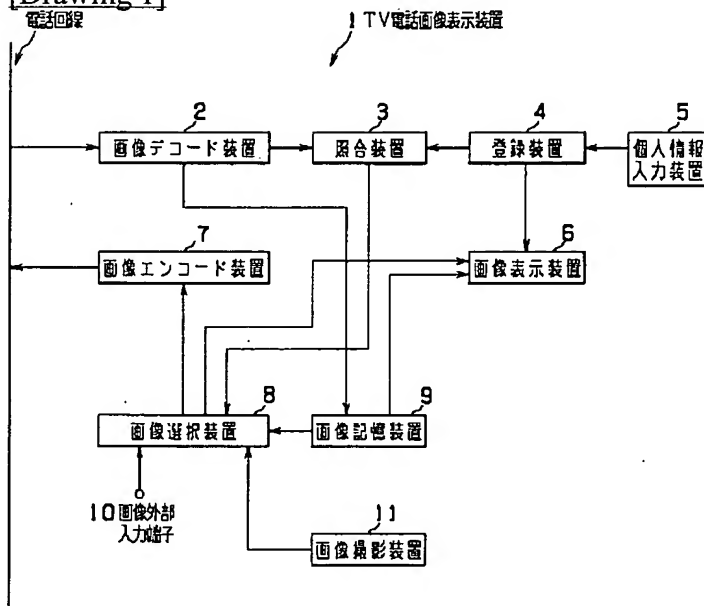 [Drawing 1]
電話回線
1 TV電話画像表示装置
2
3
4
5
画像デコード装置
照合装置
登録装置
個人情報
入力装置
7
6
画像エンコード装置
画像表示装置
8
9
画像選択装置
画像記憶装置
10画像外部
入力端子
11
画像撮影装置